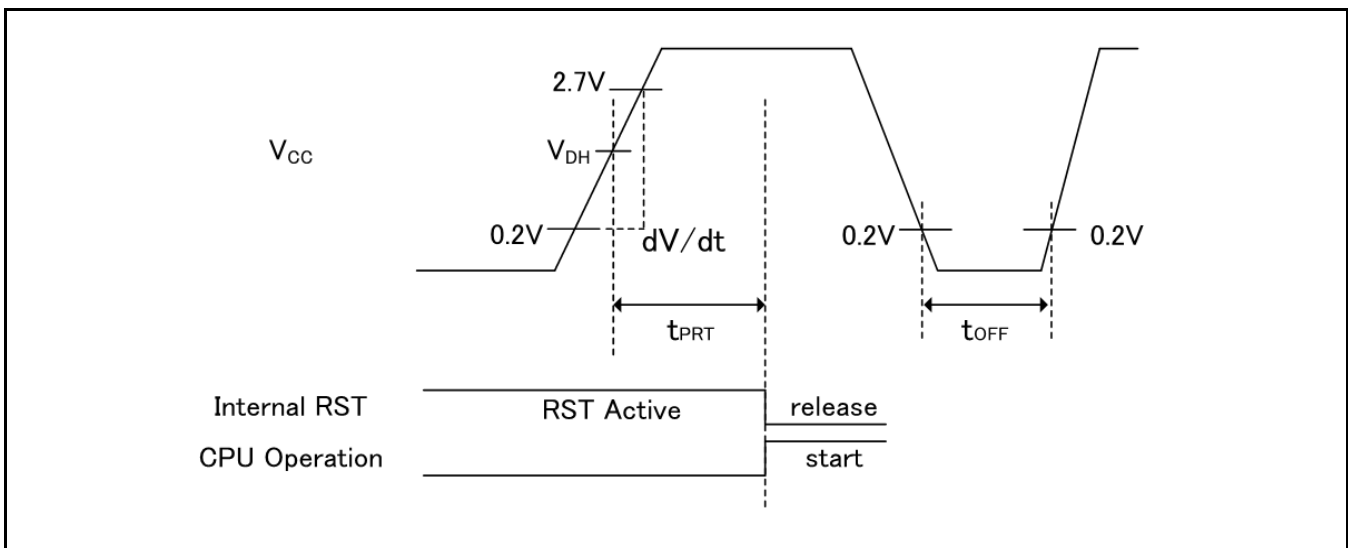 2.7V
VCC
VDH
0.2V
dV/dt
0.2V
0.2V
tPRT
tOFF
Internal RST
RST Active
release
CPU Operation
start